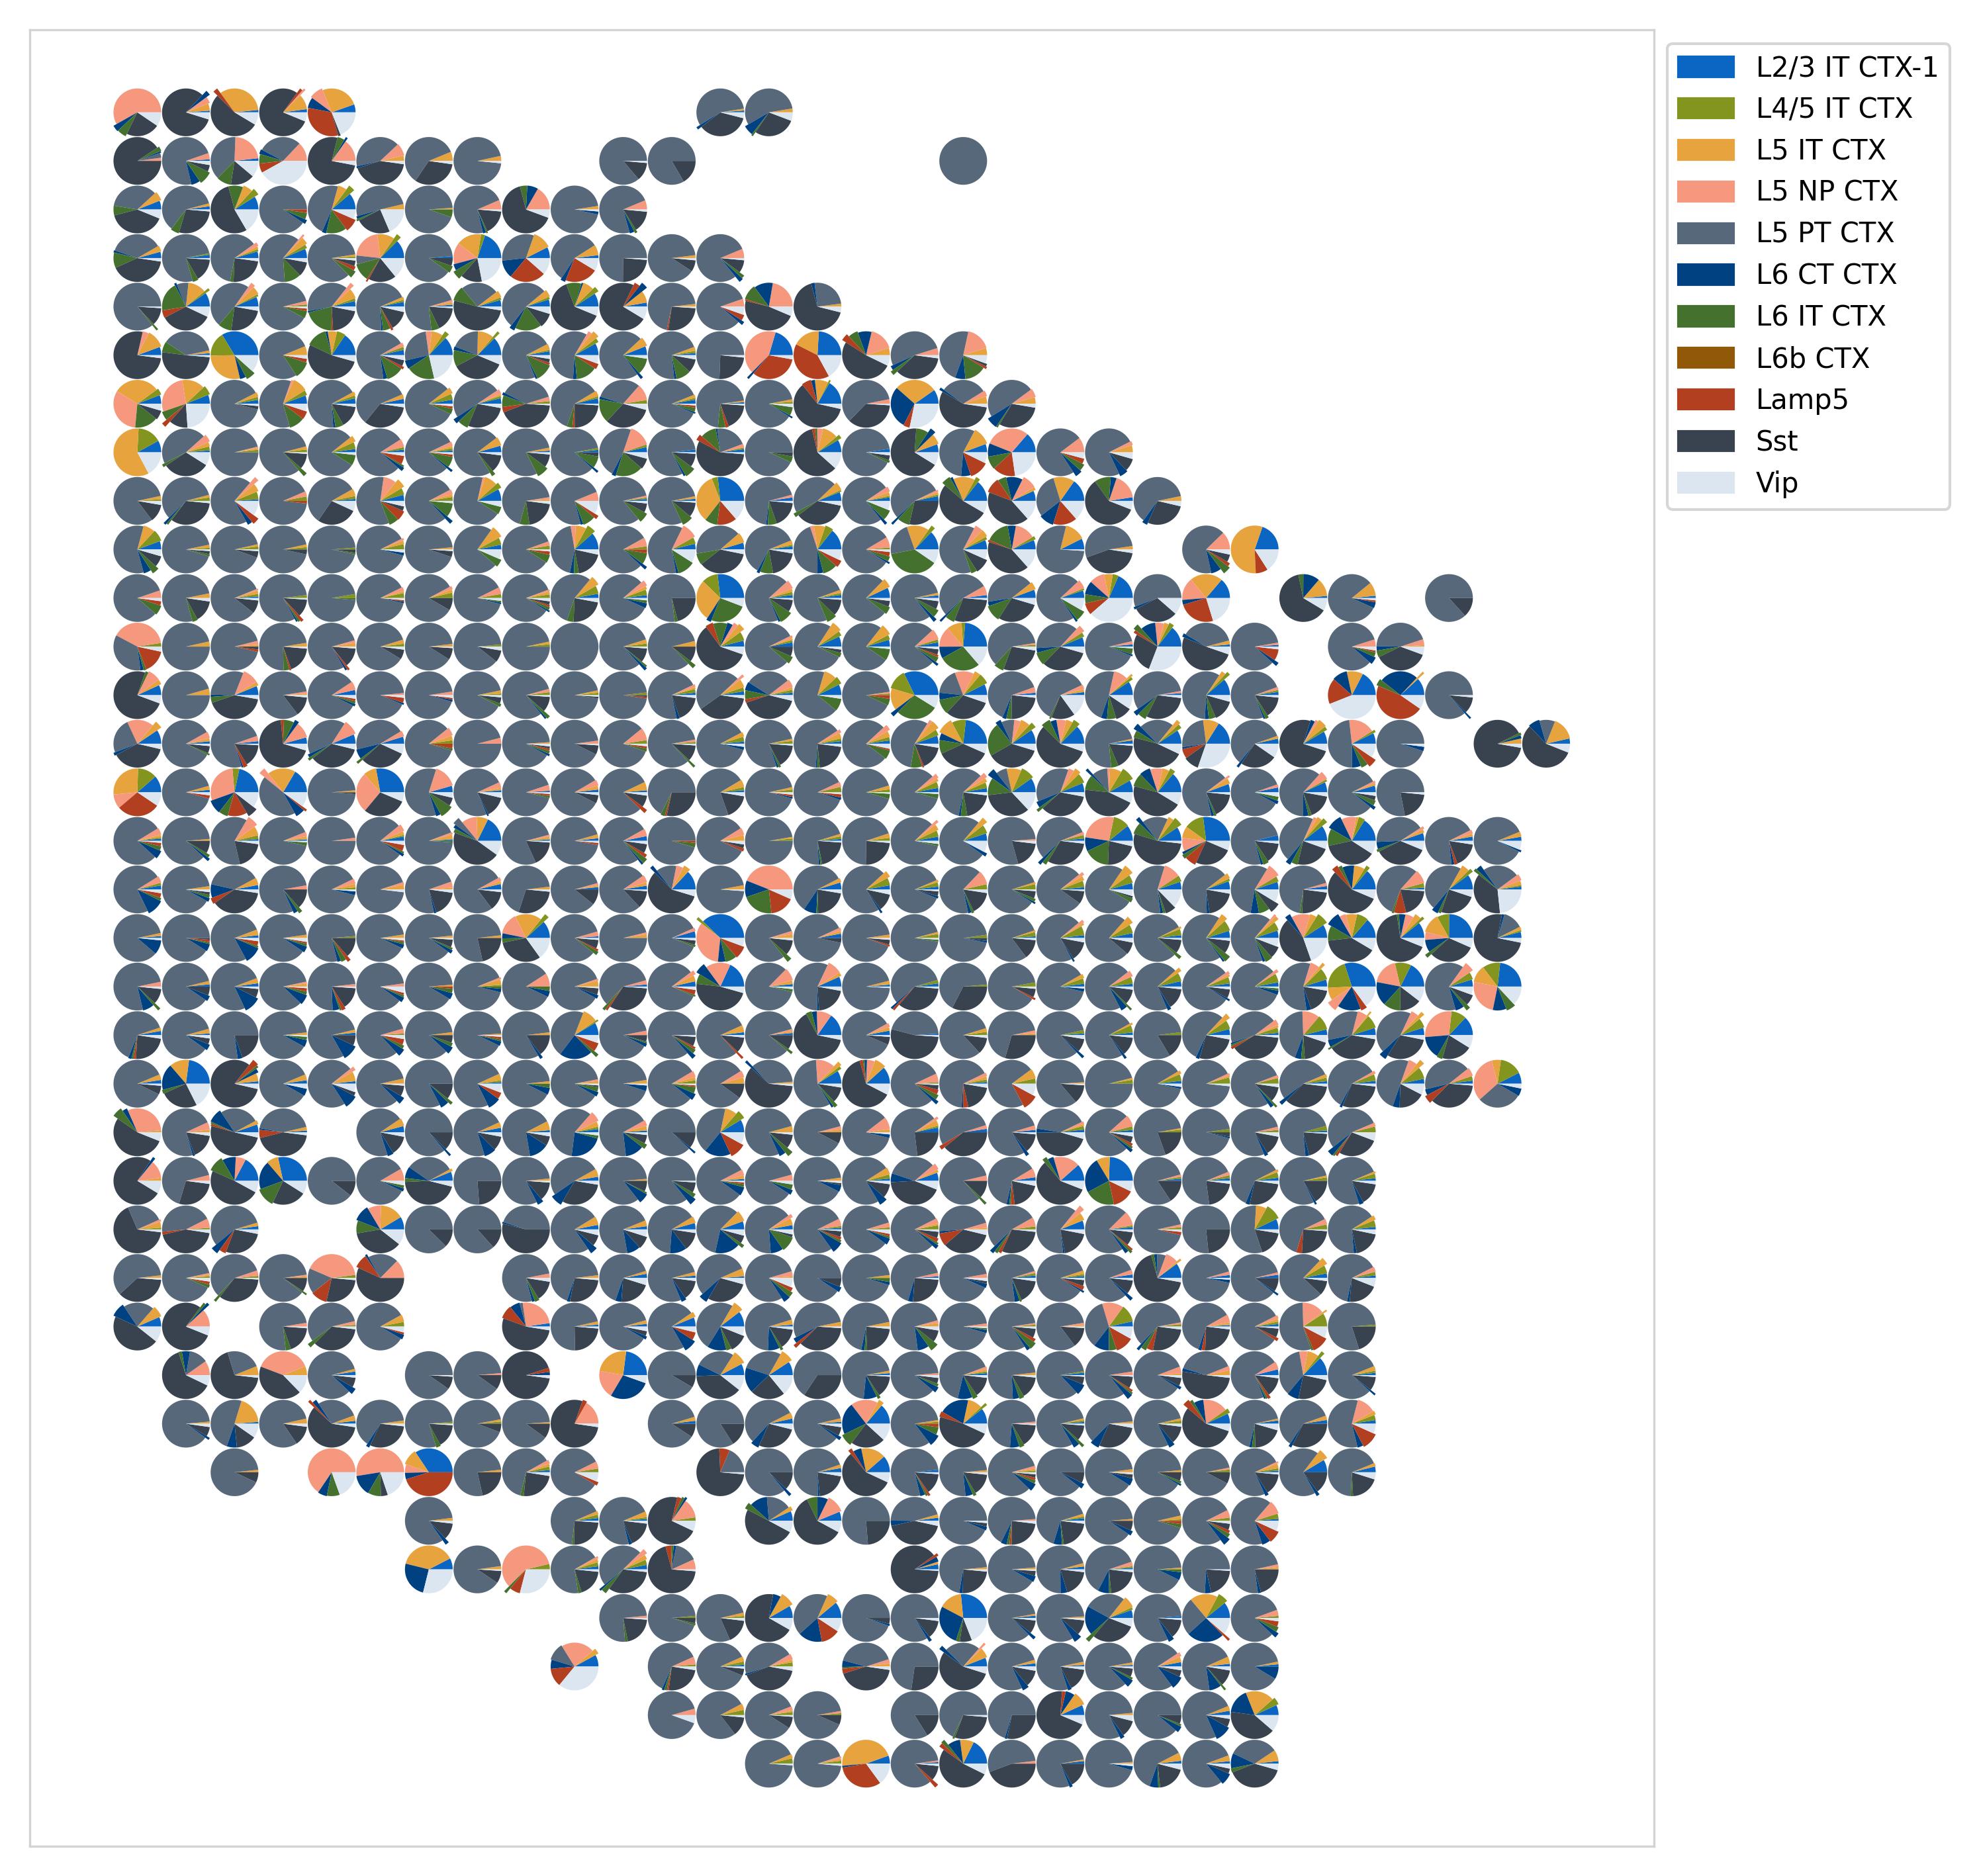 L2/3 IT CTX-1
L4/5 IT CTX
L5 IT CTX
L5 NP CTX
L5 PT CTX
L6 CT CTX
L6 IT CTX
L6b CTX
Lamp5
Sst
Vip